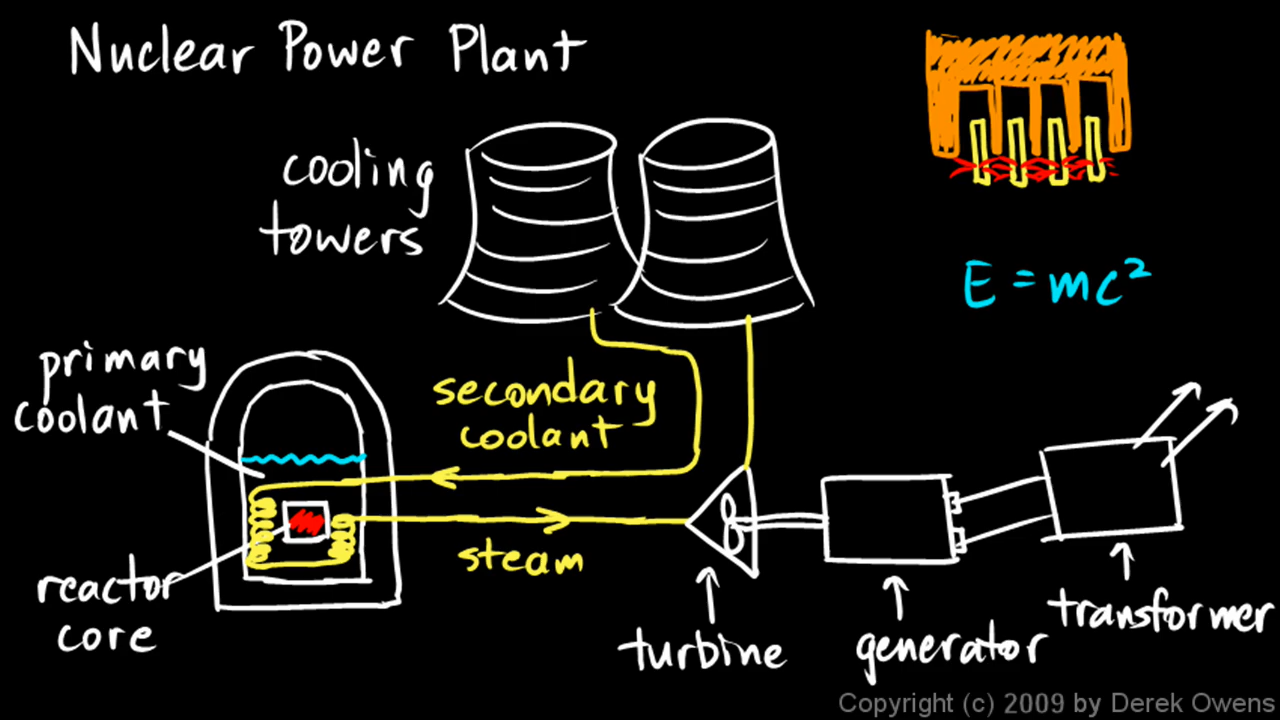 Nuclear Power Plant
cooling
towers
E = mc²
primary
coolant
secondary
coolant
steam
reactor
core
turbine
generator
transformer
Copyright (c) 2009 by Derek Owens